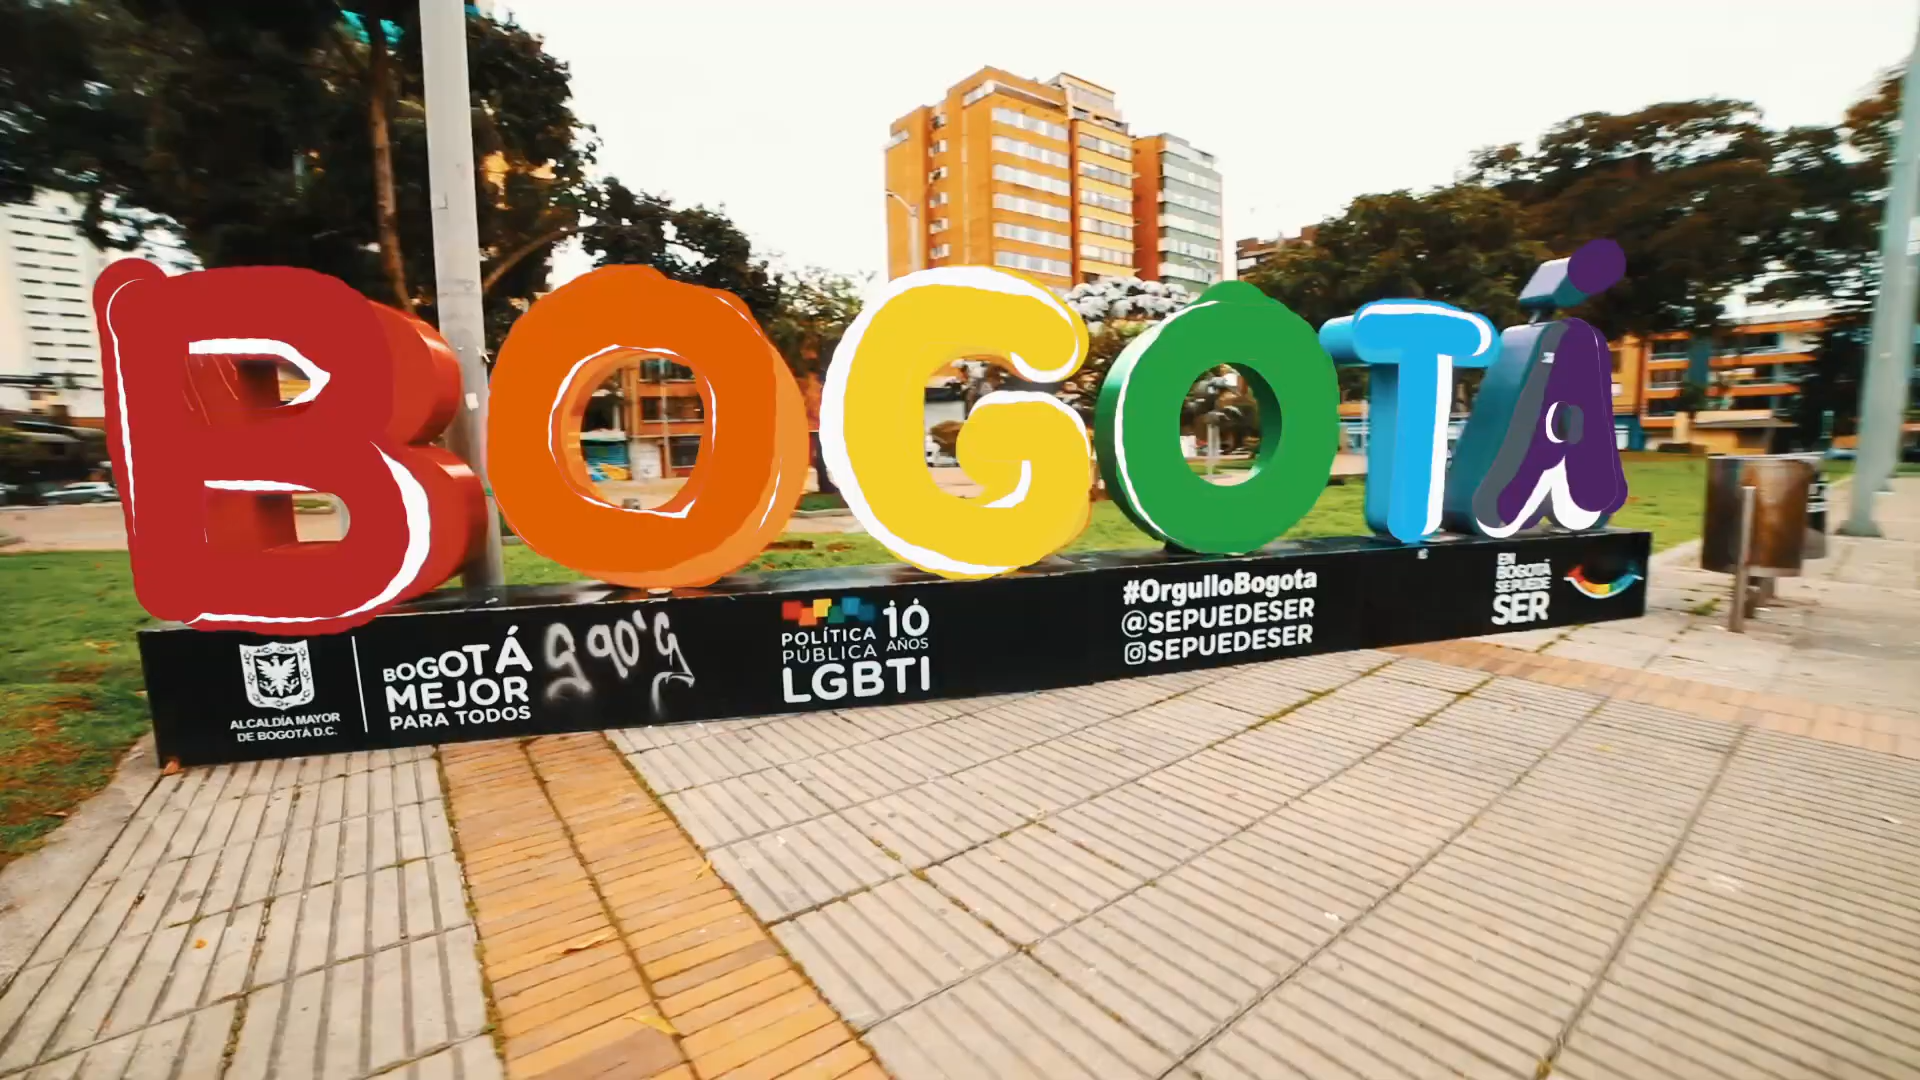 BOGOTÁ
ALCALDÍA MAYOR
DE BOGOTÁ D.C.
BOGOTÁ
MEJOR
PARA TODOS
POLÍTICA
PÚBLICA
10
AÑOS
LGBTI
#OrgulloBogota
@SEPUEDESER
SEPUEDESER
EN
BOGOTÁ
SE PUEDE
SER